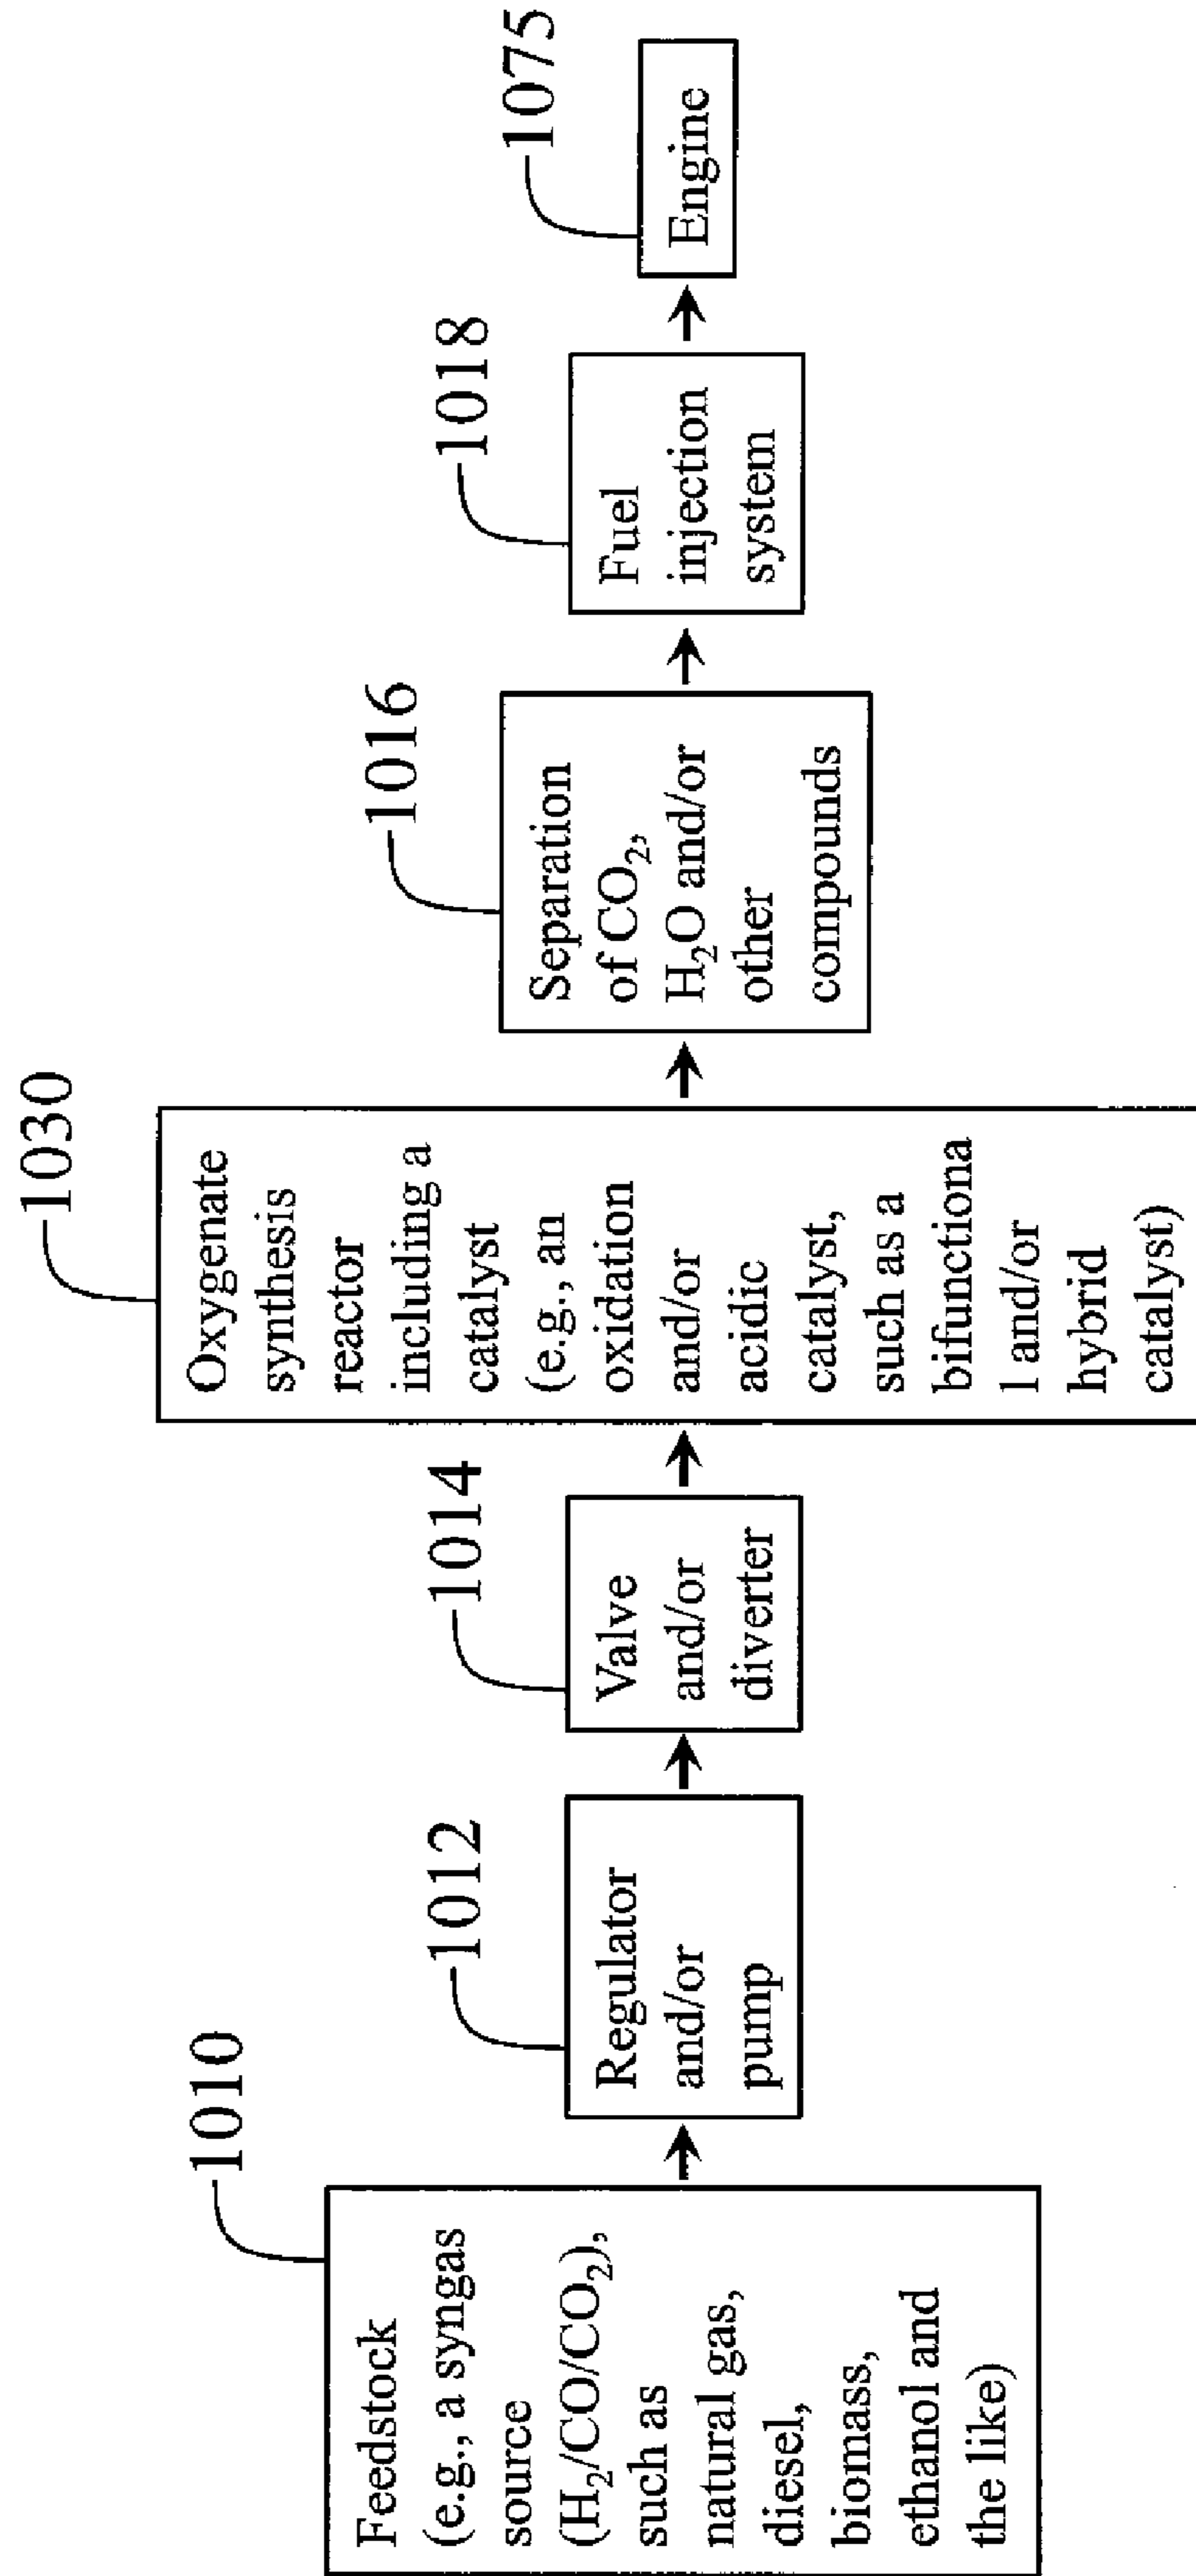 1010
Feedstock
(e.g., a syngas
source
(H₂/CO/CO₂),
such as
natural gas,
diesel,
biomass,
ethanol and
the like)
1012
Regulator
and/or
pump
1014
Valve
and/or
diverter
1030
Oxygenate
synthesis
reactor
including a
catalyst
(e.g., an
oxidation
and/or
acidic
catalyst,
such as a
bifunctiona
l and/or
hybrid
catalyst)
1016
Separation
of CO₂,
H₂O and/or
other
compounds
1018
Fuel
injection
system
1075
Engine